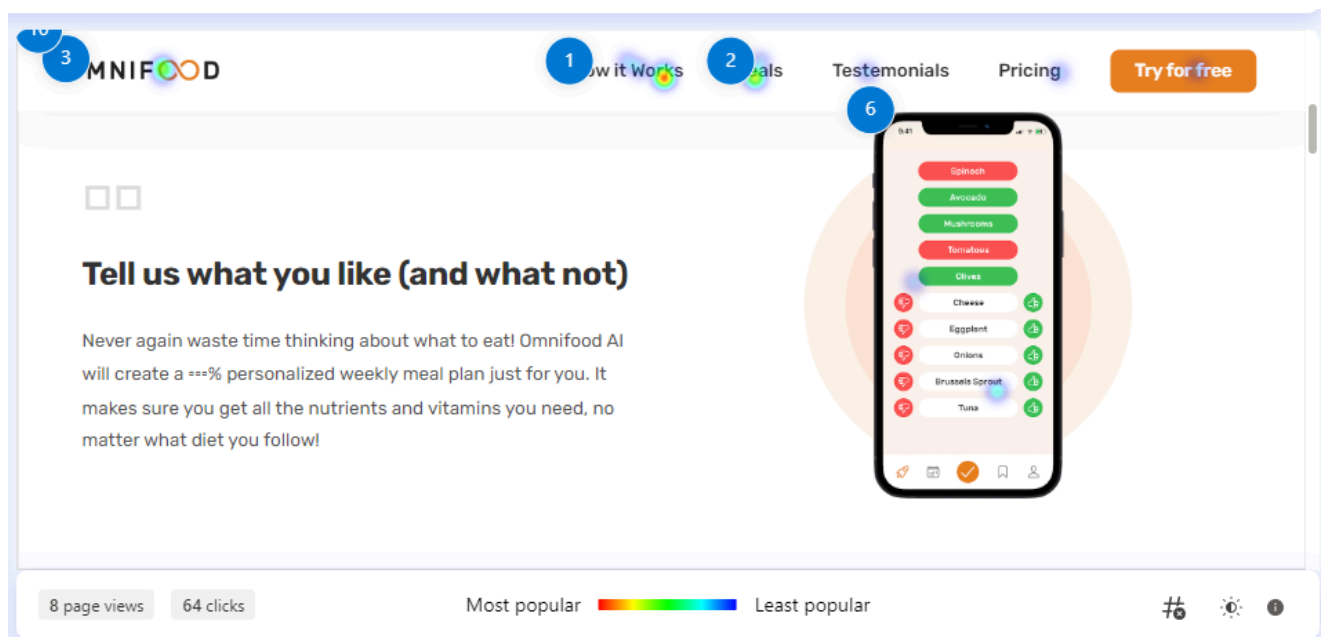 10
3
MNIFOOD
1
ow it Works
2
eals
Testemonials
Pricing
Try for free
6
9:41
Spinach
Avocado
Mushrooms
Tomatous
Olives
Cheese
Eggplant
Onions
Brussels Sprout
Tuna
Tell us what you like (and what not)
Never again waste time thinking about what to eat! Omnifood AI
will create a ---% personalized weekly meal plan just for you. It
makes sure you get all the nutrients and vitamins you need, no
matter what diet you follow!
8 page views
64 clicks
Most popular
Least popular